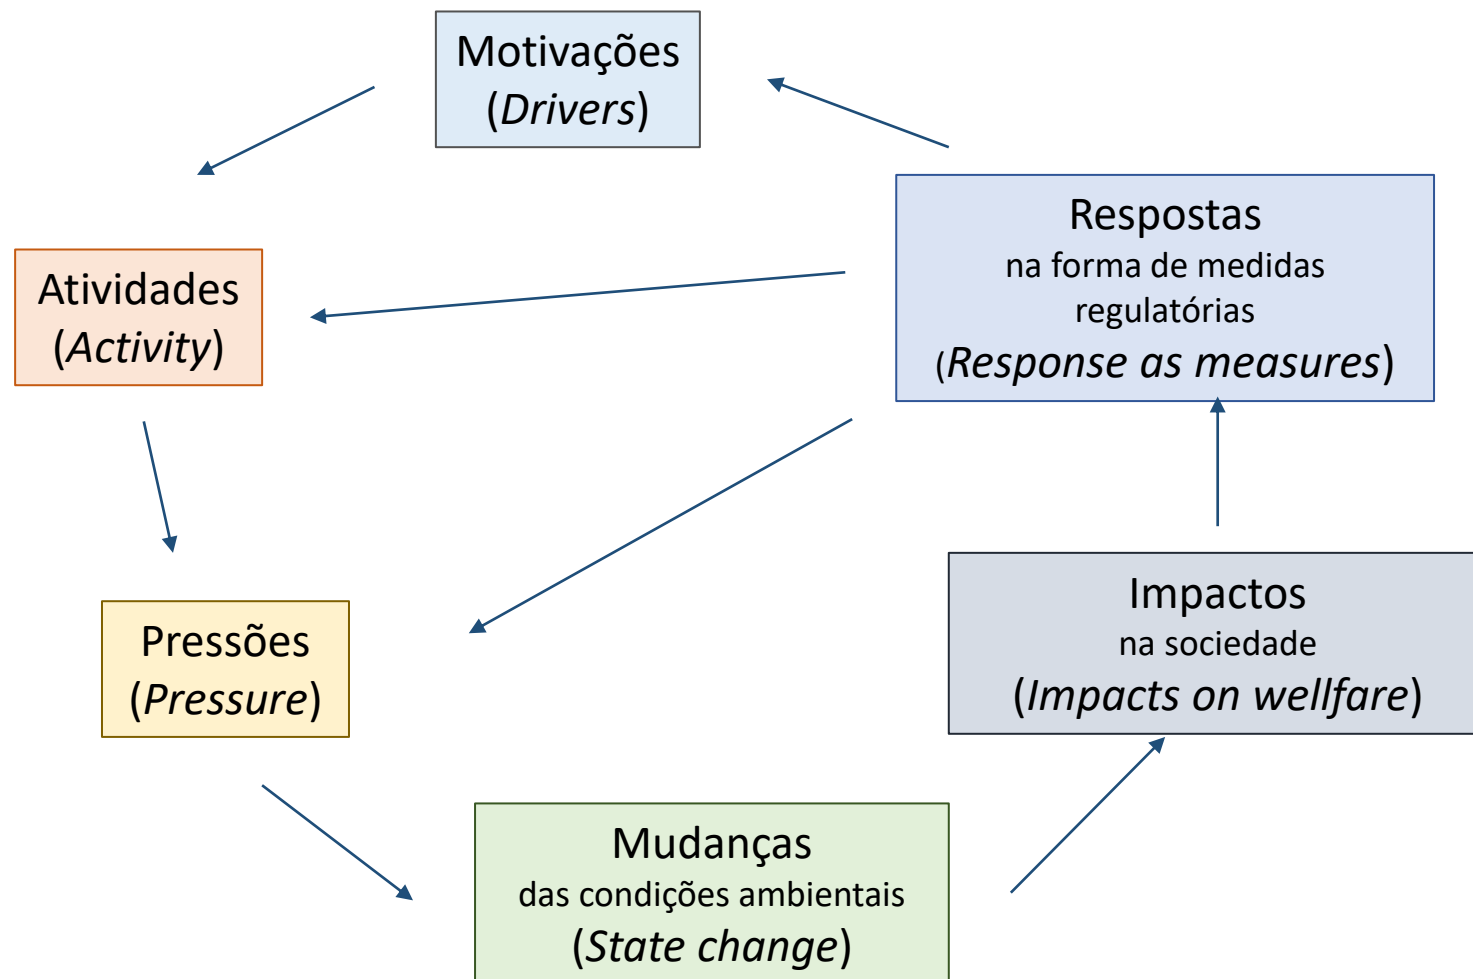 Motivações
(Drivers)
Respostas
na forma de medidas
regulatórias
(Response as measures)
Atividades
(Activity)
Impactos
na sociedade
(Impacts on wellfare)
Pressões
(Pressure)
Mudanças
das condições ambientais
(State change)